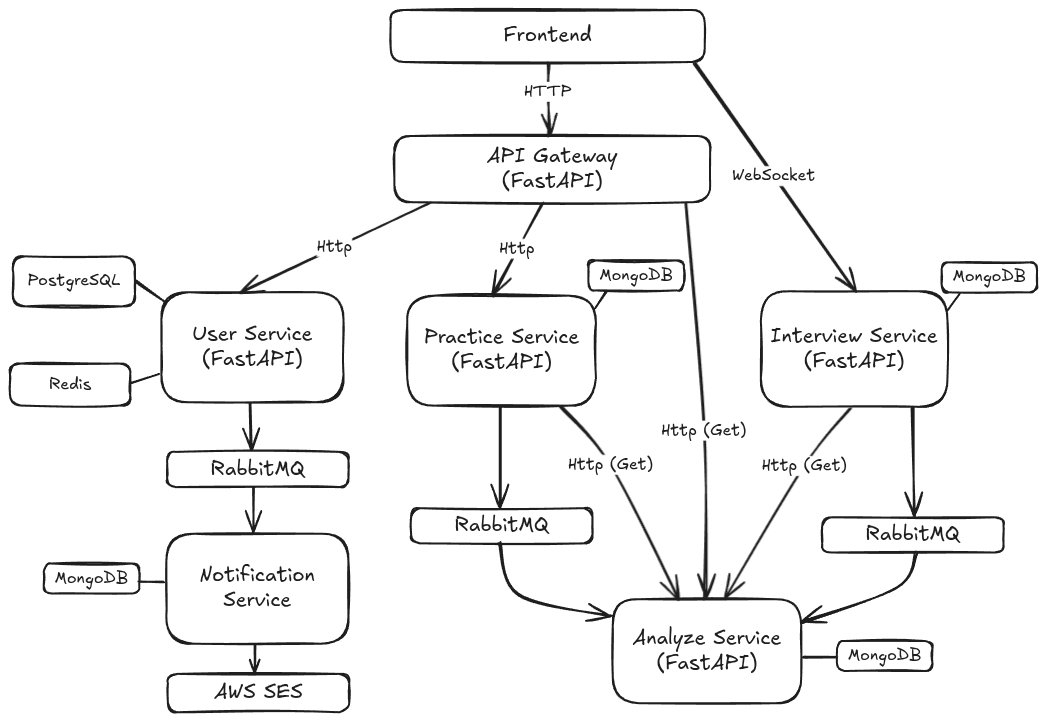 Frontend
HTTP
API Gateway
(FastAPI)
WebSocket
Http
Http
PostgreSQL
MongoDB
MongoDB
User Service
(FastAPI)
Practice Service
(FastAPI)
Interview Service
(FastAPI)
Redis
Http (Get)
Http (Get)
Http (Get)
RabbitMQ
RabbitMQ
RabbitMQ
MongoDB
Notification
Service
Analyze Service
(FastAPI)
MongoDB
AWS SES